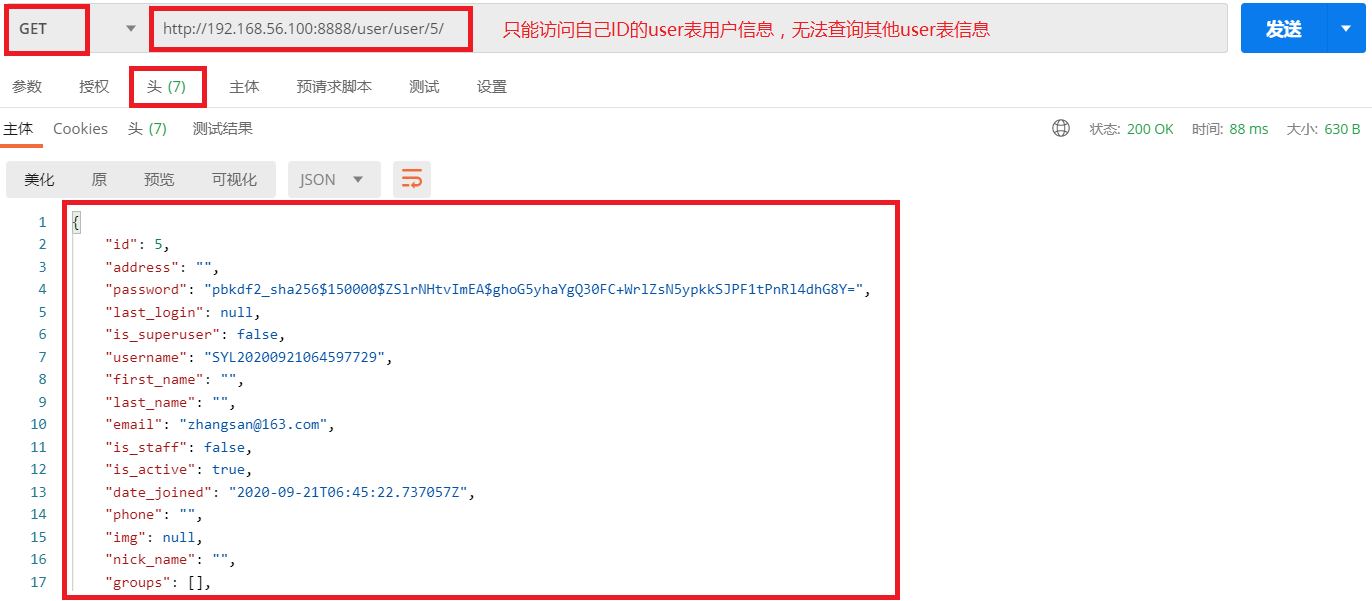 GET http://192.168.56.100:8888/user/user/5/ 只能访问自己ID的user表用户信息，无法查询其他user表信息 发送
参数 授权 头 (7) 主体 预请求脚本 测试 设置
主体 Cookies 头 (7) 测试结果 状态: 200 OK 时间: 88 ms 大小: 630 B
美化 原 预览 可视化 JSON
1 {
2 "id": 5,
3 "address": "",
4 "password": "pbkdf2_sha256$150000$ZSlrNHtvImEA$ghoG5yhaYgQ30FC+WrlZsN5ypkkSJPF1tPnRl4dhG8Y=",
5 "last_login": null,
6 "is_superuser": false,
7 "username": "SYL20200921064597729",
8 "first_name": "",
9 "last_name": "",
10 "email": "zhangsan@163.com",
11 "is_staff": false,
12 "is_active": true,
13 "date_joined": "2020-09-21T06:45:22.737057Z",
14 "phone": "",
15 "img": null,
16 "nick_name": "",
17 "groups": [],